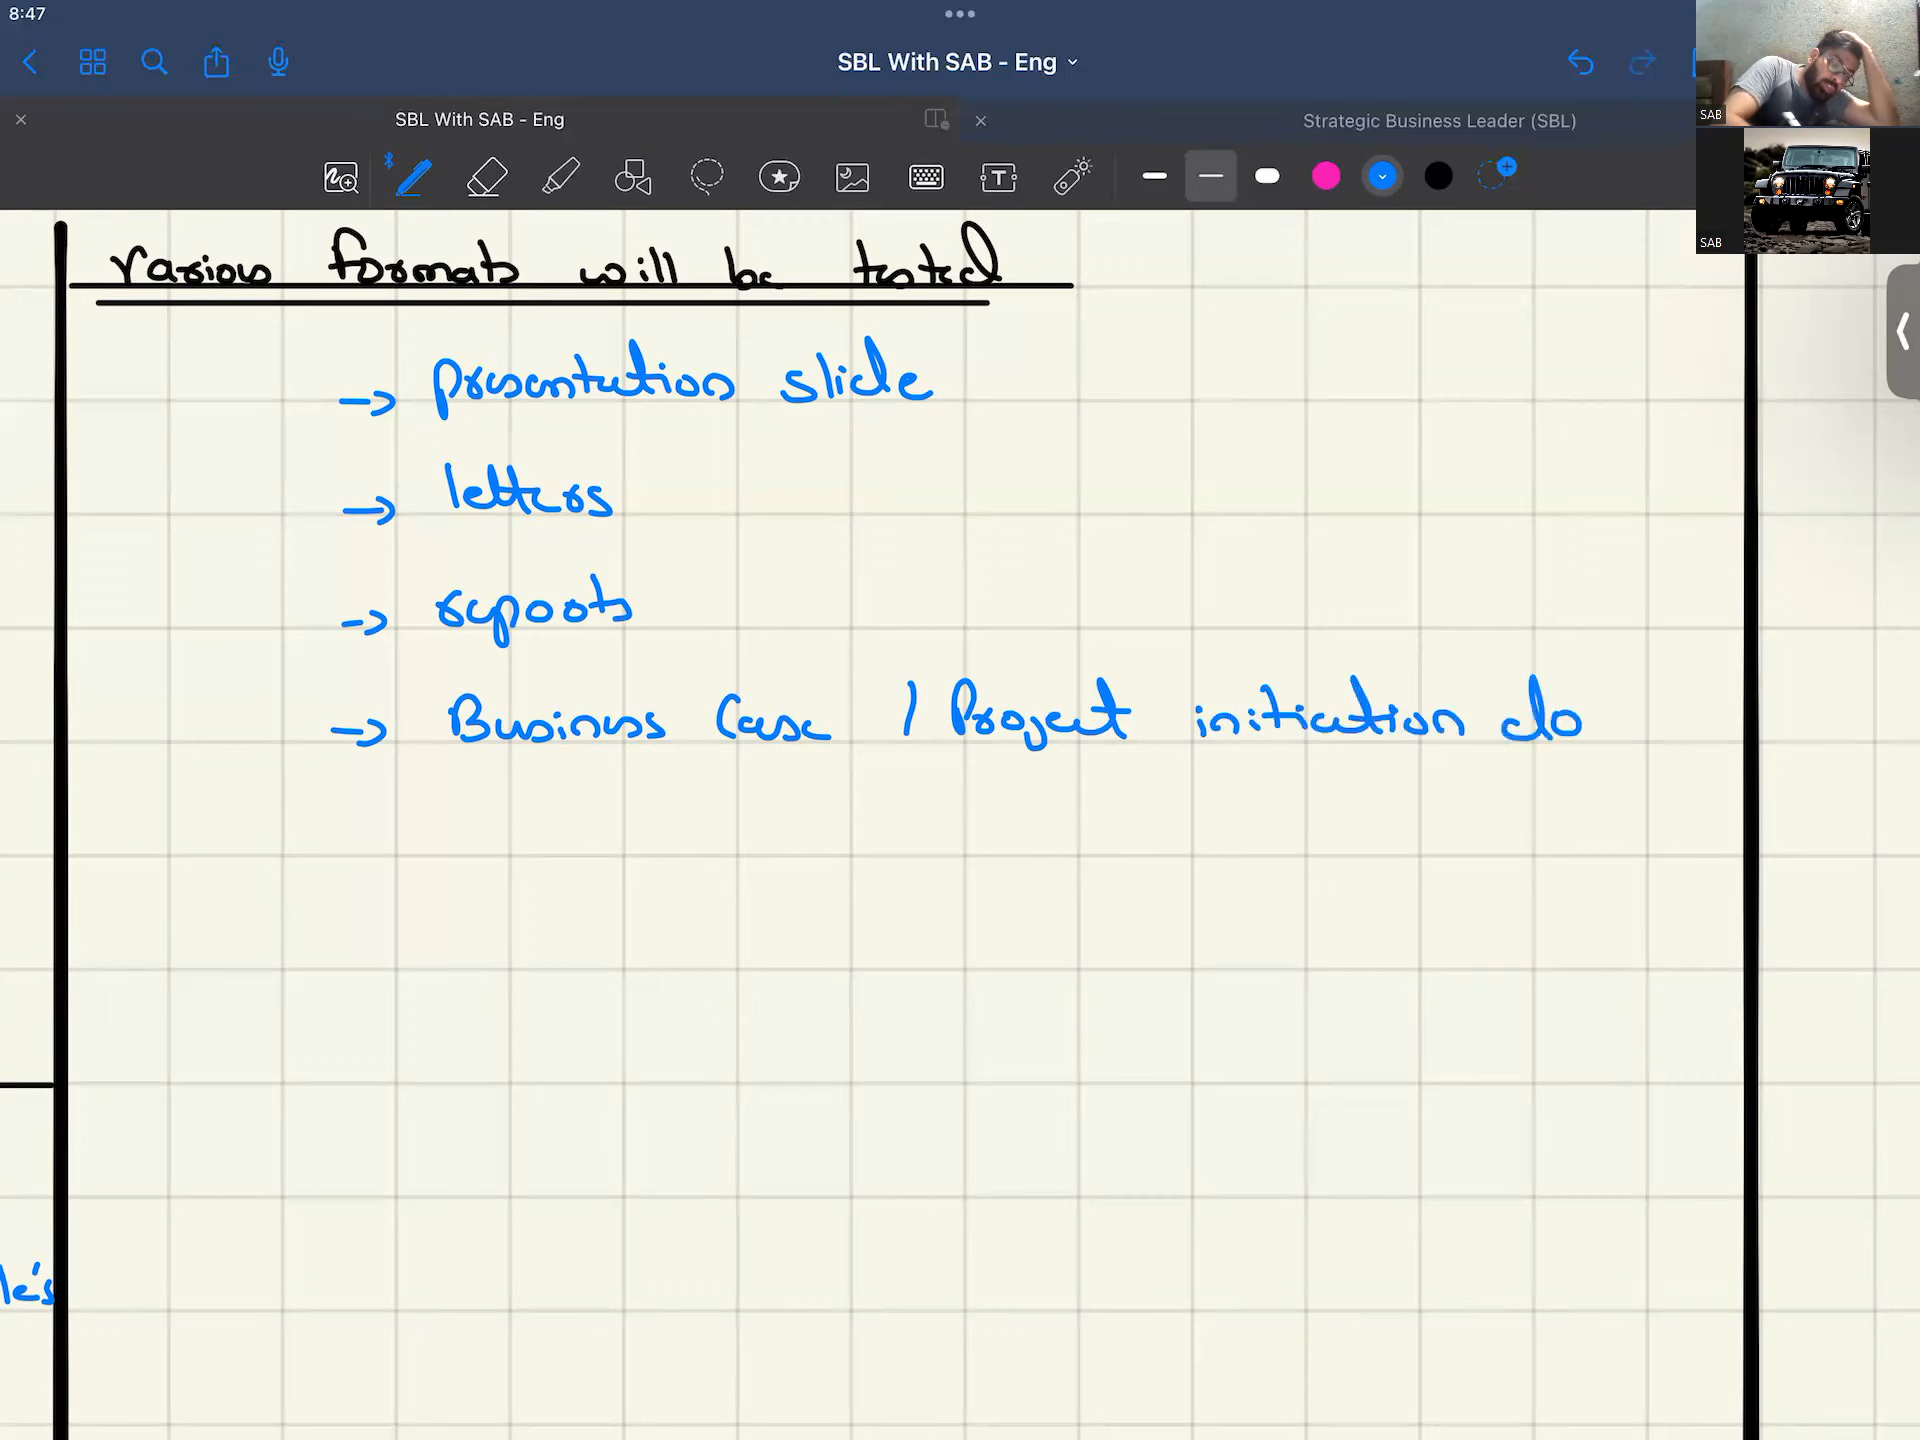 8:47
SBL With SAB - Eng
SBL With SAB - Eng
Strategic Business Leader (SBL)
SAB
SAB
various formats will be tested
→ presentation slide
→ letters
→ reports
→ Business Case / Project initiation do
le's